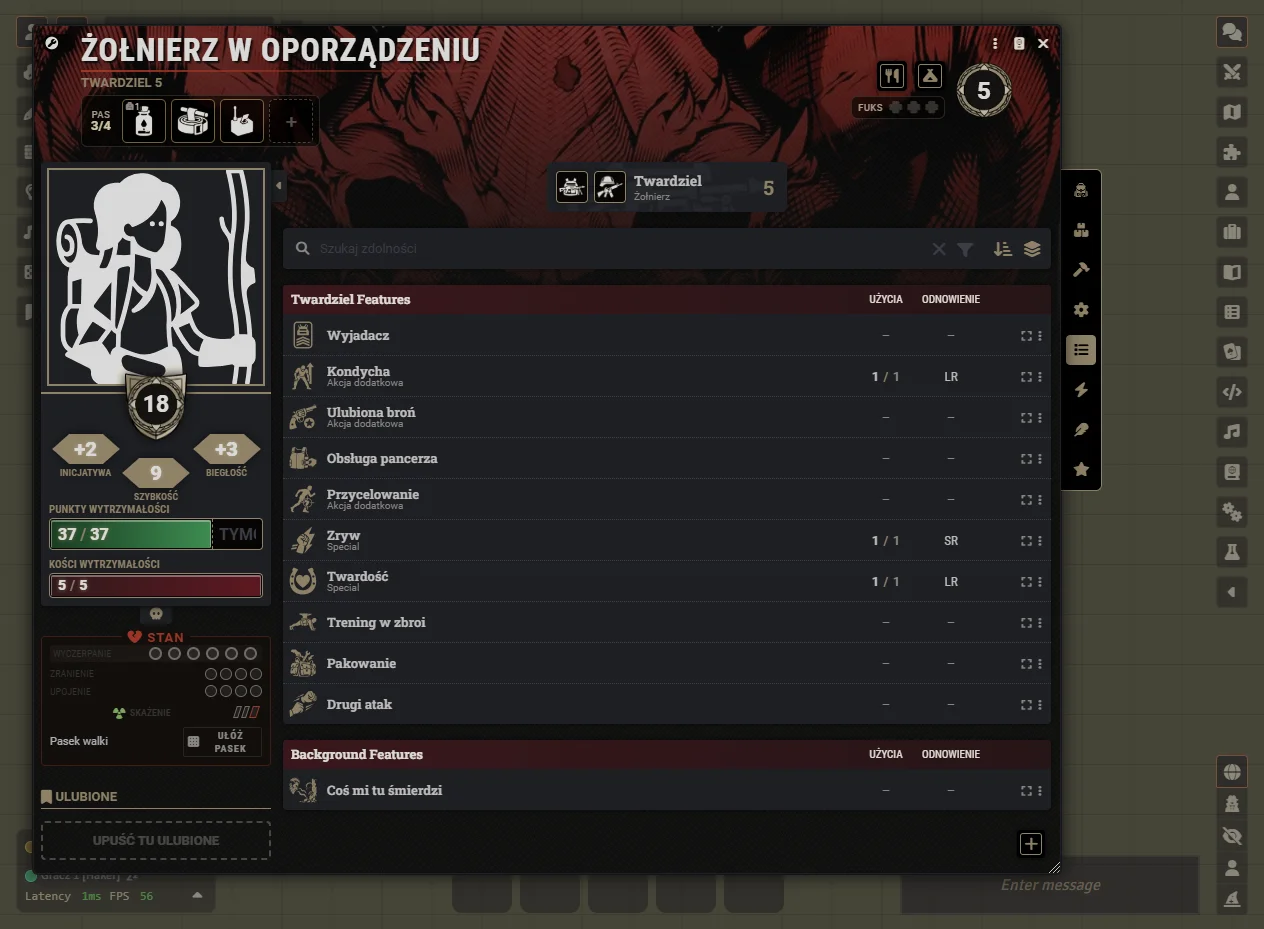 ŻOŁNIERZ W OPORZĄDZENIU
TWARDZIEL 5
PAS
3/4
1
FUKS
5
Twardziel
Żołnierz
5
Szukaj zdolności
18
+2
INICJATYWA
9
SZYBKOŚĆ
+3
BIEGŁOŚĆ
PUNKTY WYTRZYMAŁOŚCI
37 / 37
KOŚCI WYTRZYMAŁOŚCI
5 / 5
STAN
WYCZERPANIE
ZRANIENIE
UPOJENIE
SKAŻENIE
Pasek walki
UŁÓŻ
PASEK
ULUBIONE
UPUŚĆ TU ULUBIONE
Twardziel Features UŻYCIA ODNOWIENIE
Wyjadacz – –
Kondycha 1 / 1 LR
Akcja dodatkowa
Ulubiona broń – –
Akcja dodatkowa
Obsługa pancerza – –
Przycelowanie – –
Akcja dodatkowa
Zryw 1 / 1 SR
Special
Twardość 1 / 1 LR
Special
Trening w zbroi – –
Pakowanie – –
Drugi atak – –
Background Features UŻYCIA ODNOWIENIE
Coś mi tu śmierdzi – –
Latency 1ms FPS 56
Enter message